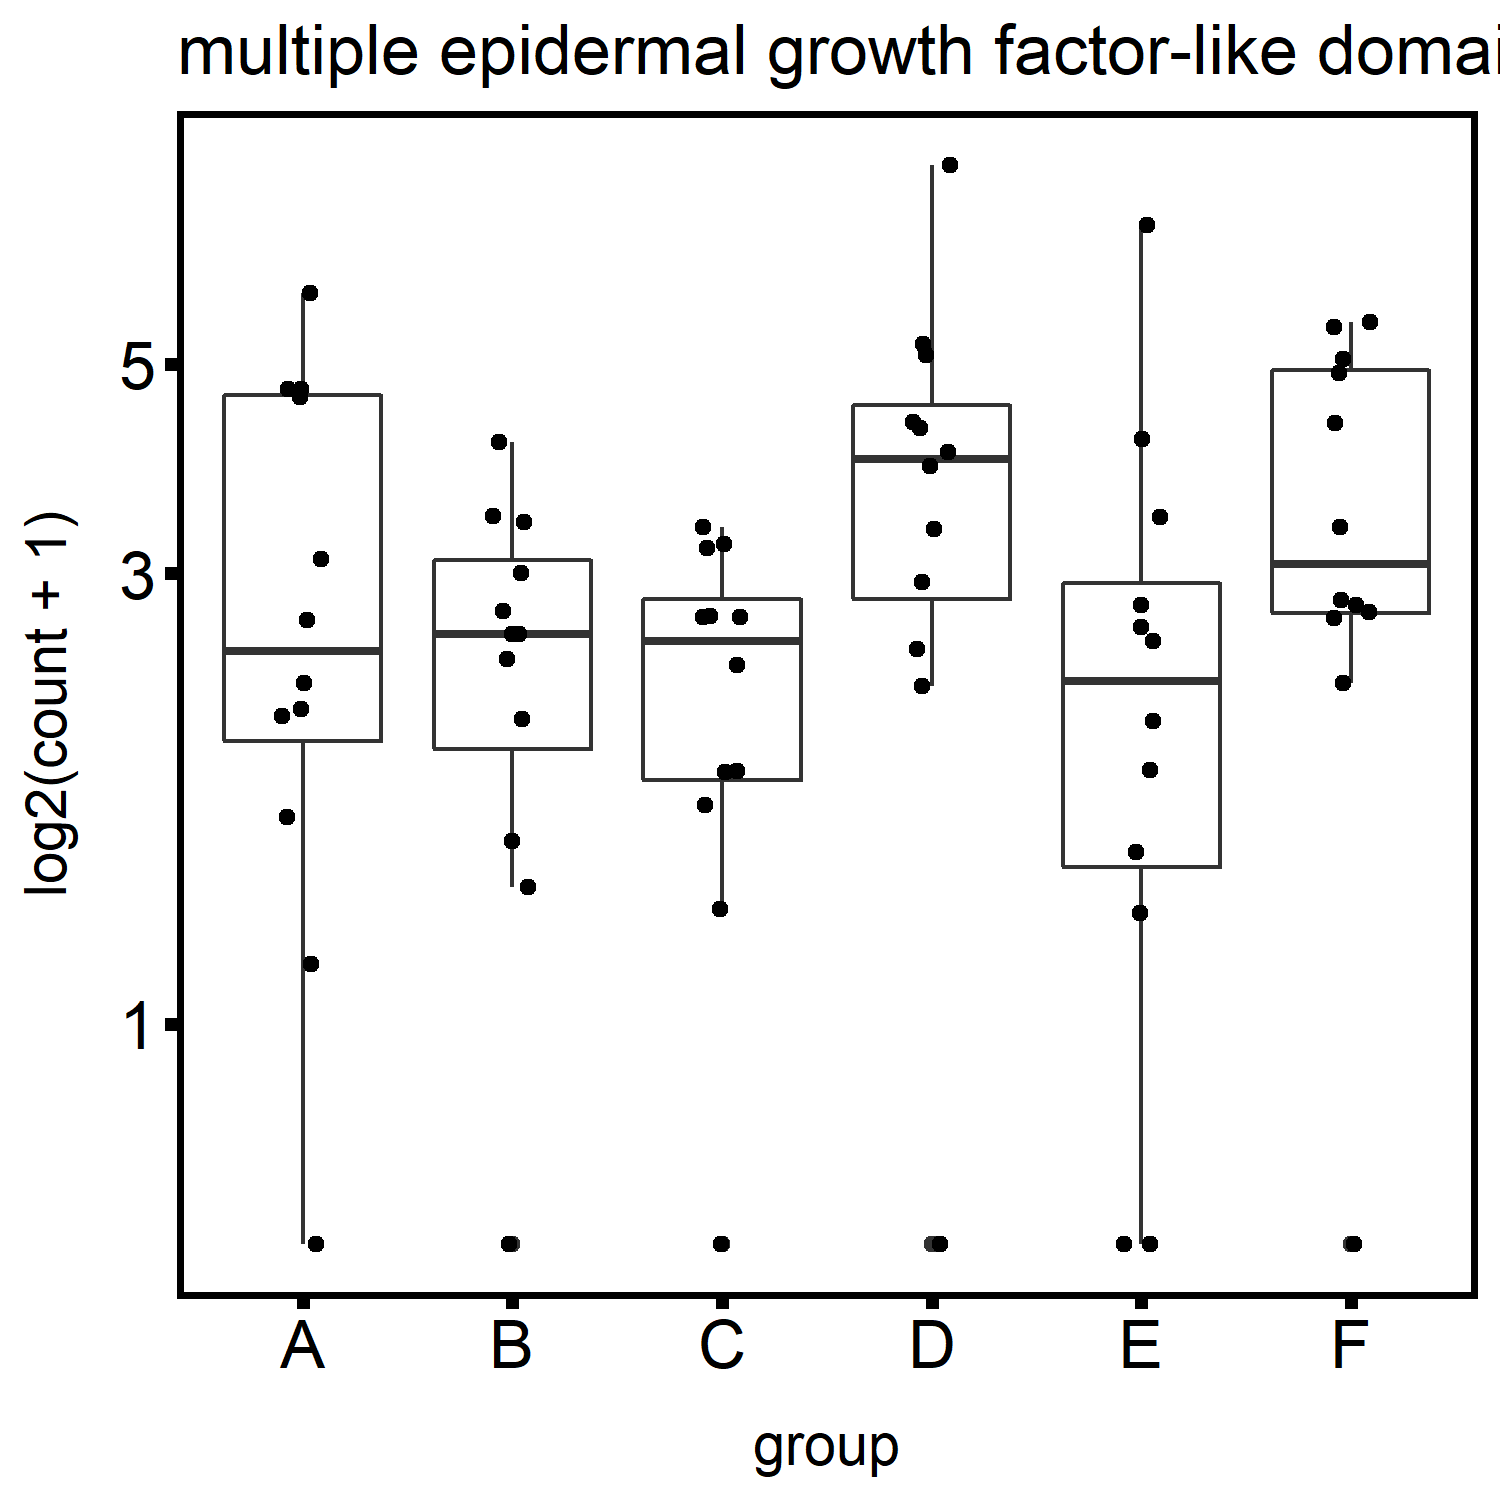 multiple epidermal growth factor-like domai
log2(count + 1)
5
3
1
A B C D E F
group